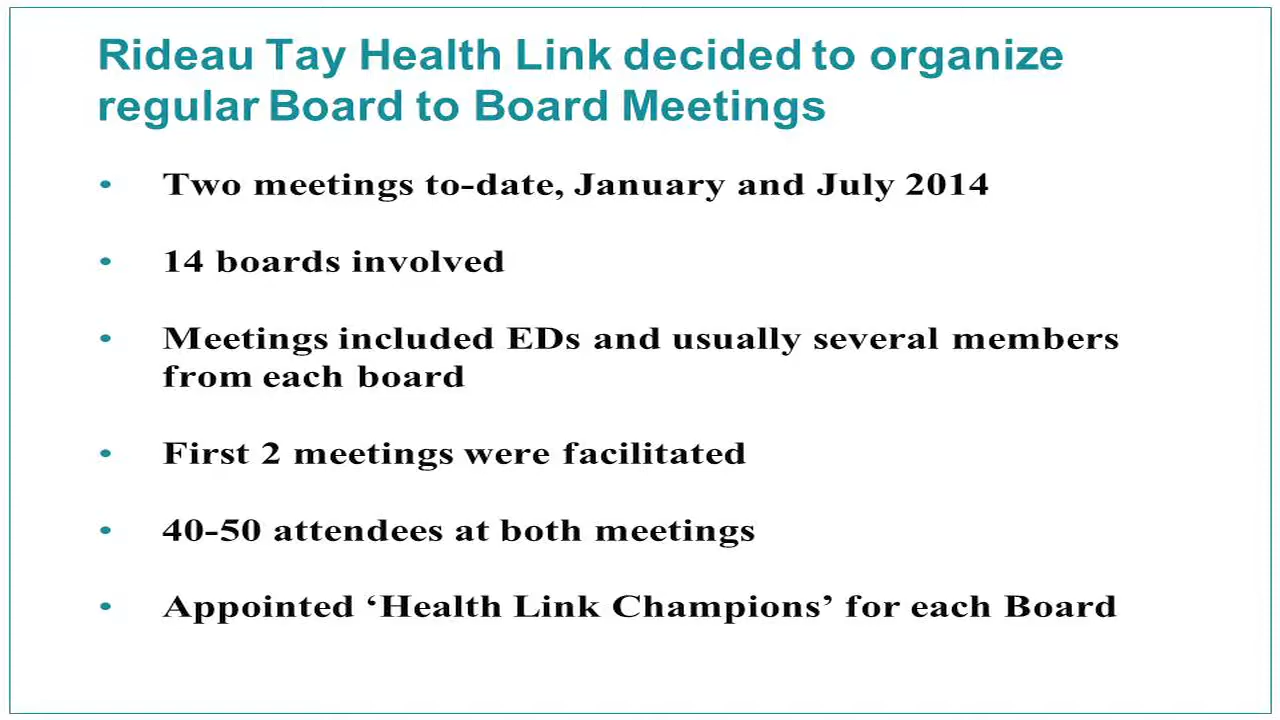 Rideau Tay Health Link decided to organize
regular Board to Board Meetings
• Two meetings to-date, January and July 2014
• 14 boards involved
• Meetings included EDs and usually several members
from each board
• First 2 meetings were facilitated
• 40-50 attendees at both meetings
• Appointed ‘Health Link Champions’ for each Board